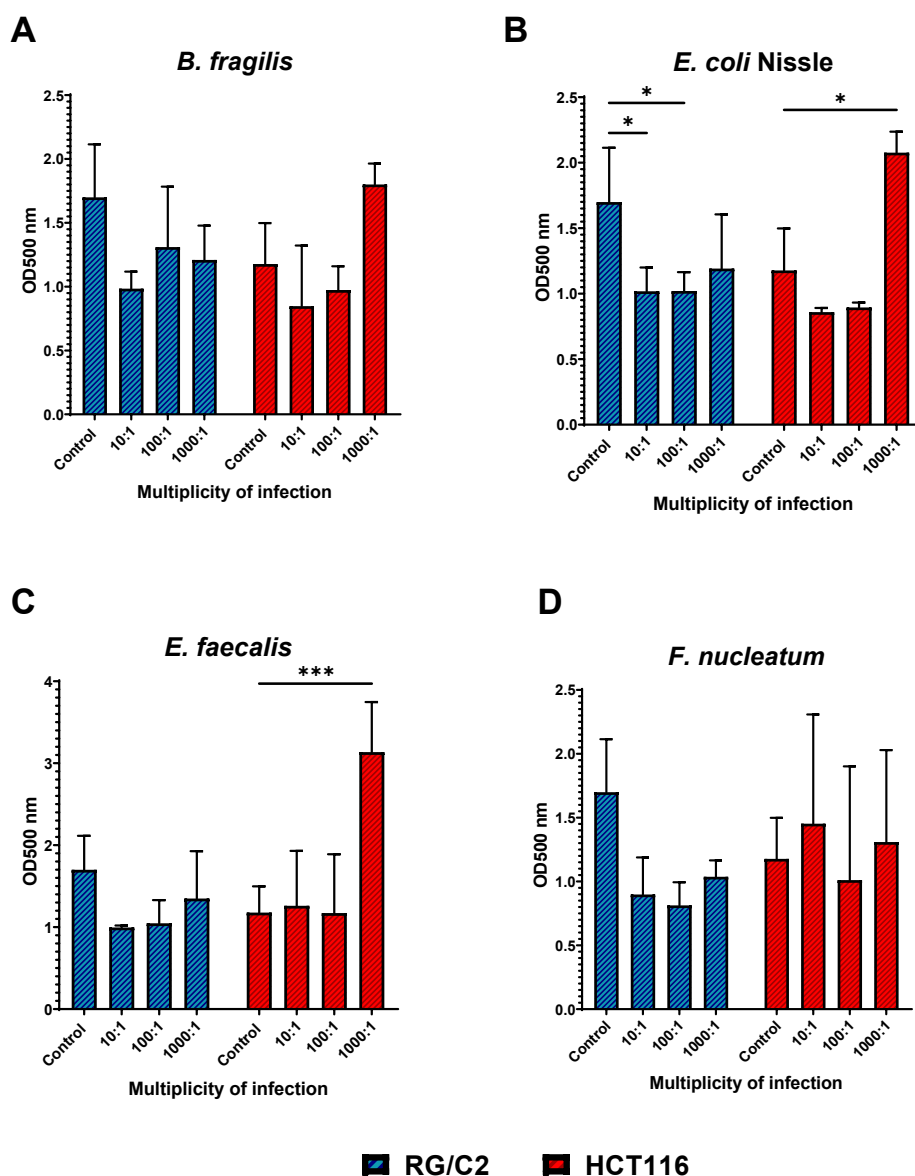 A
B. fragilis
OD500 nm
2.5
2.0
1.5
1.0
0.5
0.0
Control
10:1
100:1
1000:1
Control
10:1
100:1
1000:1
Multiplicity of infection
B
E. coli Nissle
OD500 nm
2.5
2.0
1.5
1.0
0.5
0.0
*
*
*
Control
10:1
100:1
1000:1
Control
10:1
100:1
1000:1
Multiplicity of infection
C
E. faecalis
OD500 nm
4
3
2
1
0
***
Control
10:1
100:1
1000:1
Control
10:1
100:1
1000:1
Multiplicity of infection
D
F. nucleatum
OD500 nm
2.5
2.0
1.5
1.0
0.5
0.0
Control
10:1
100:1
1000:1
Control
10:1
100:1
1000:1
Multiplicity of infection
RG/C2 HCT116